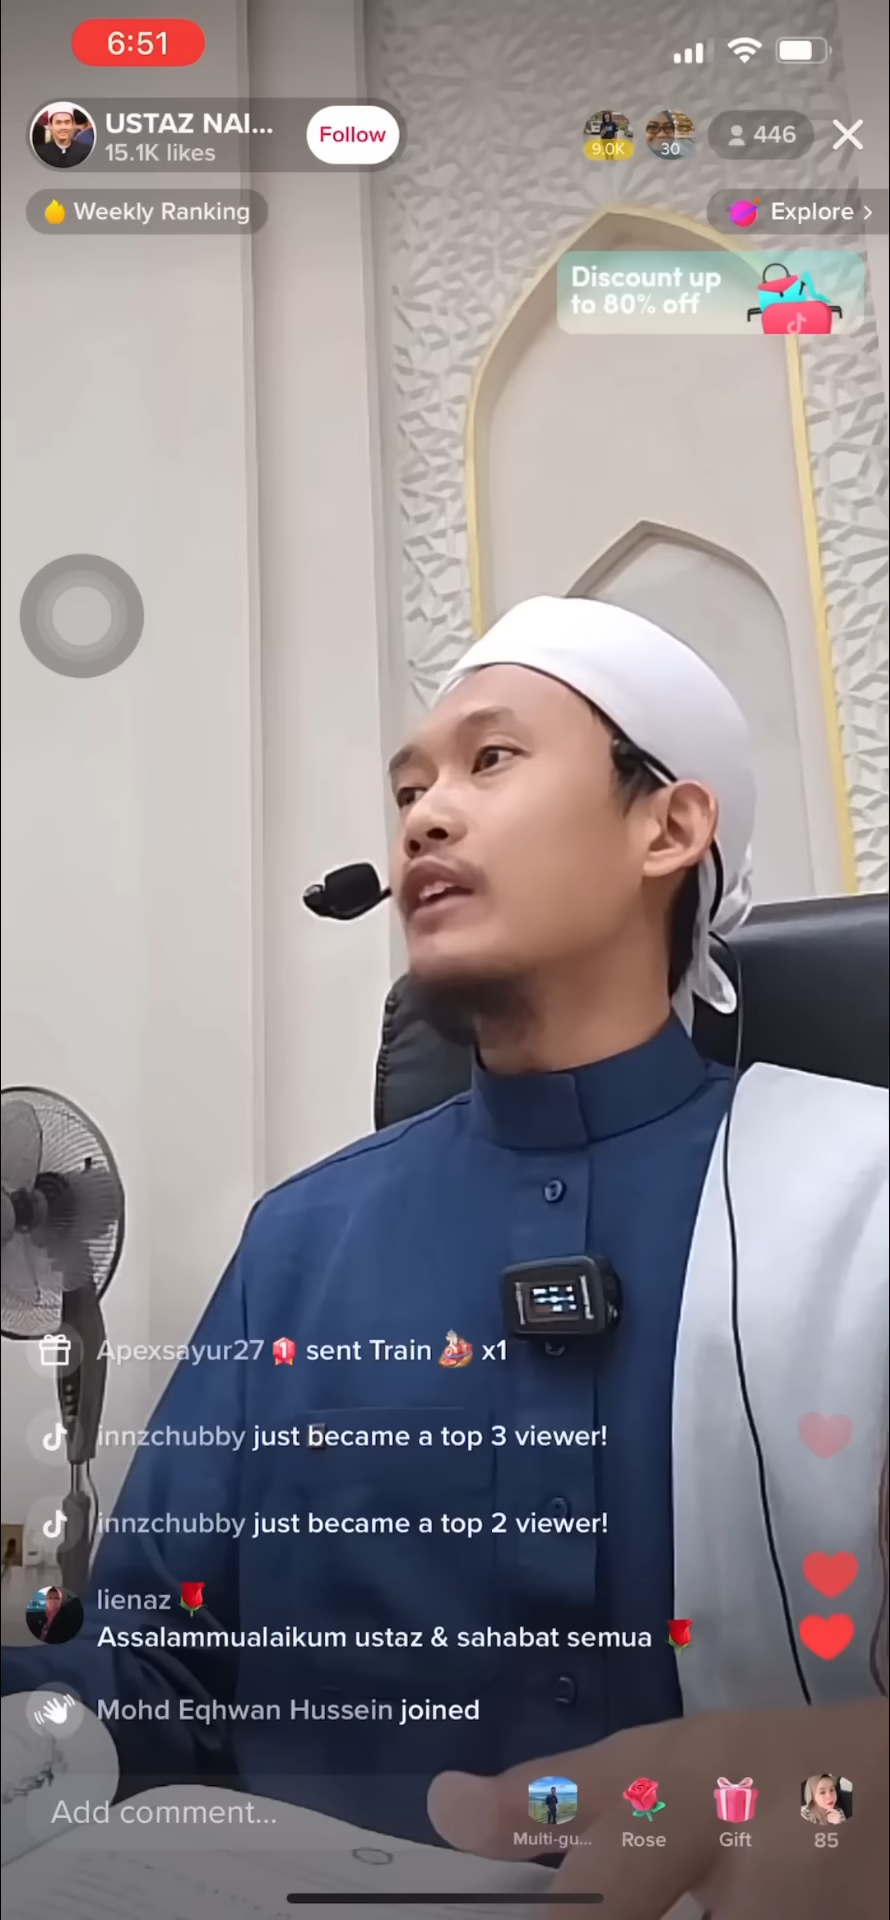 6:51
USTAZ NAI...
15.1K likes
Follow
9.0K
30
446
Weekly Ranking
Explore >
Discount up
to 80% off
Apexsayur27 1 sent Train x1
innzchubby just became a top 3 viewer!
innzchubby just became a top 2 viewer!
lienaz
Assalammualaikum ustaz & sahabat semua
Mohd Eqhwan Hussein joined
Add comment...
Multi-gu...
Rose
Gift
85